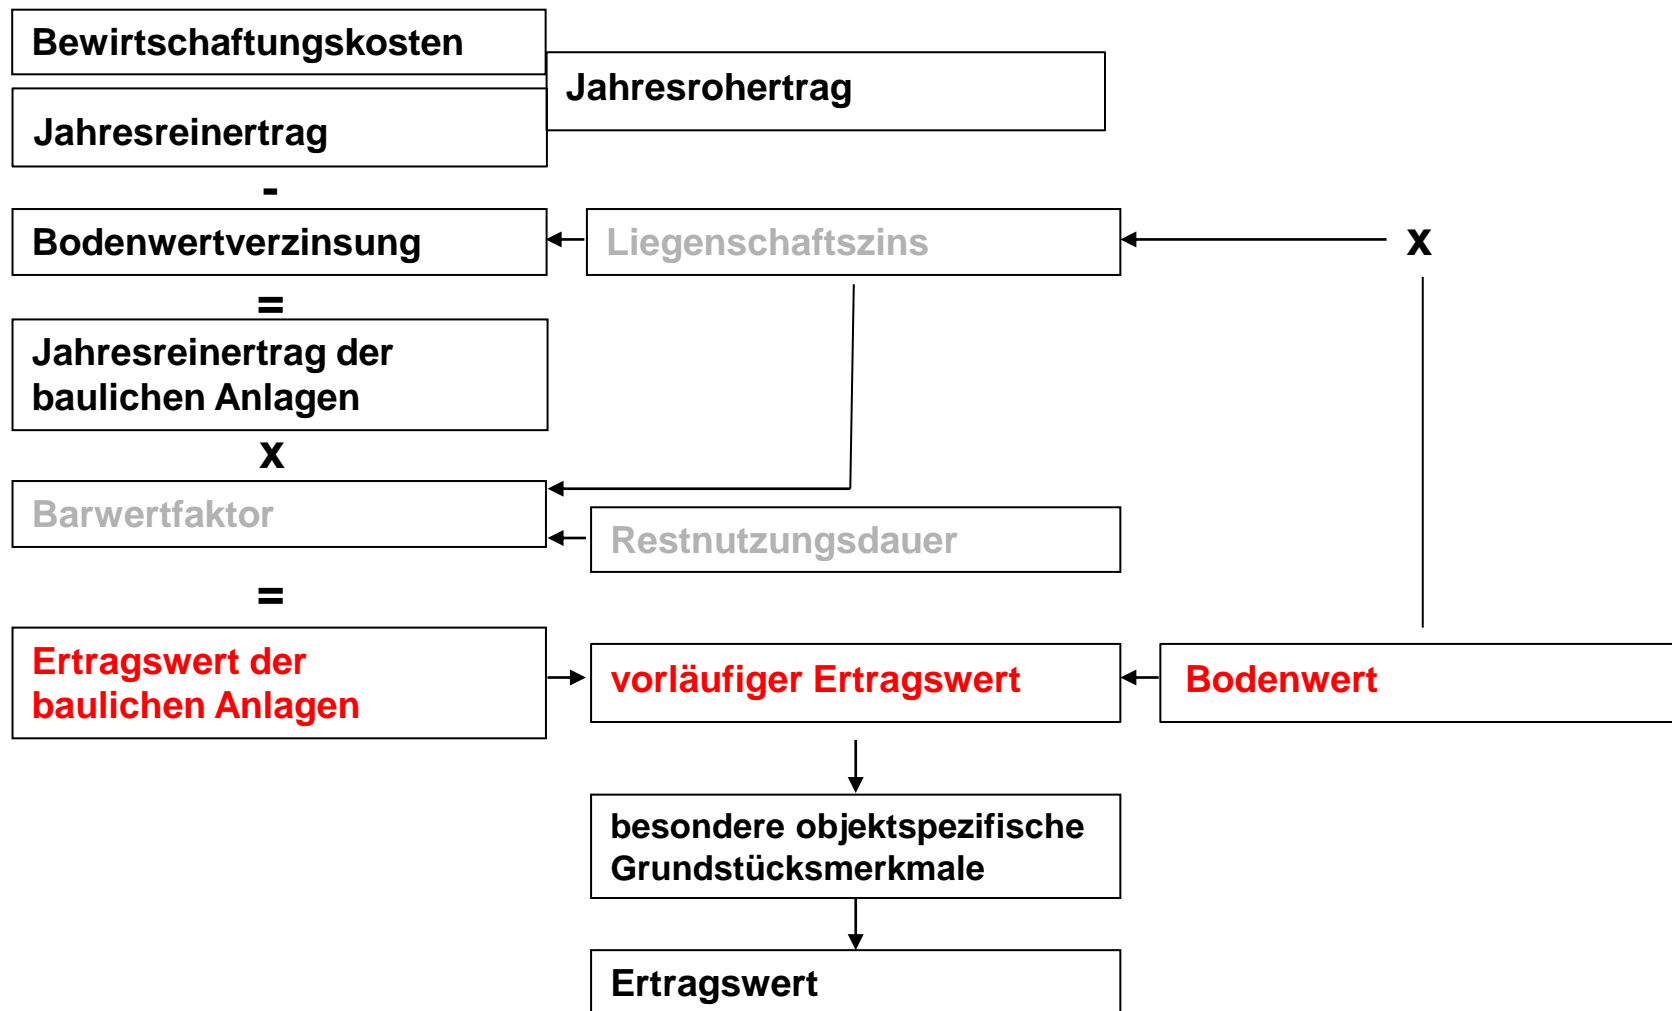 Bewirtschaftungskosten
Jahresrohertrag
Jahresreinertrag
-
Bodenwertverzinsung
Liegenschaftszins
x
=
Jahresreinertrag der
baulichen Anlagen
x
Barwertfaktor
Restnutzungsdauer
=
Ertragswert der
baulichen Anlagen
vorläufiger Ertragswert
Bodenwert
besondere objektspezifische
Grundstücksmerkmale
Ertragswert